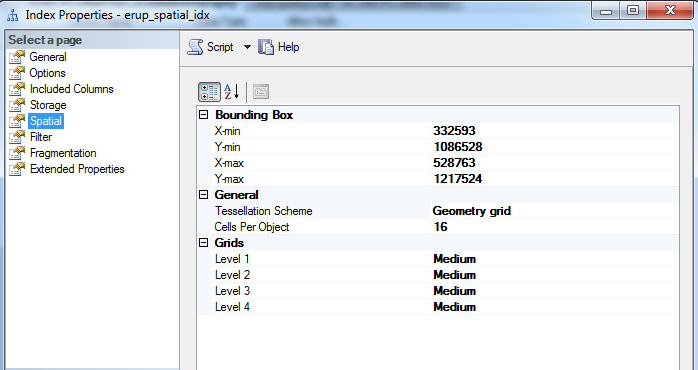 Index Properties - erup_spatial_idx
Select a page
General
Options
Included Columns
Storage
Spatial
Filter
Fragmentation
Extended Properties
Script Help
Bounding Box
X-min 332593
Y-min 1086528
X-max 528763
Y-max 1217524
General
Tessellation Scheme Geometry grid
Cells Per Object 16
Grids
Level 1 Medium
Level 2 Medium
Level 3 Medium
Level 4 Medium